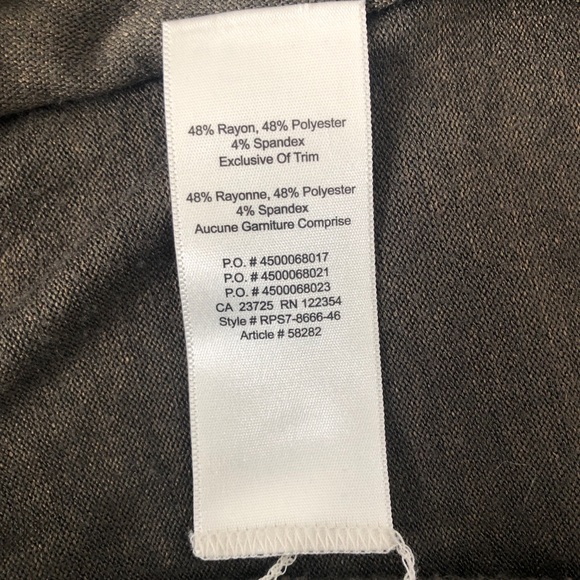 48% Rayon, 48% Polyester
4% Spandex
Exclusive Of Trim
48% Rayonne, 48% Polyester
4% Spandex
Aucune Garniture Comprise
P.O. # 4500068017
P.O. # 4500068021
P.O. # 4500068023
CA 23725 RN 122354
Style # RPS7-8666-46
Article # 58282